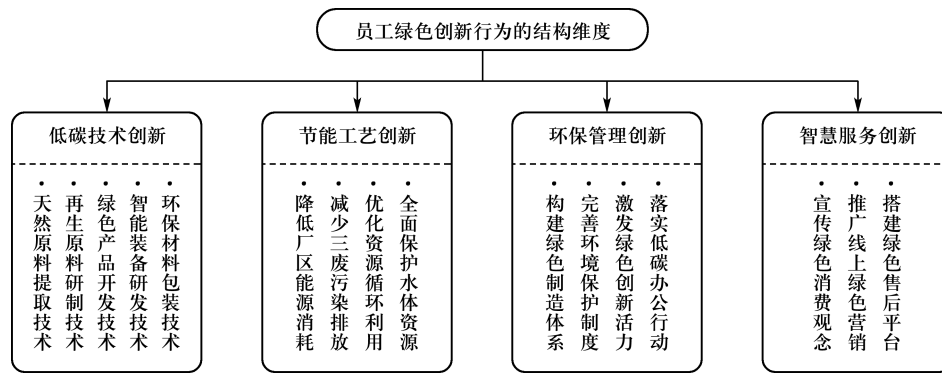 员工绿色创新行为的结构维度
低碳技术创新
• 天然原料提取技术
• 再生原料研制技术
• 绿色产品开发技术
• 智能装备研发技术
• 环保材料包装技术
节能工艺创新
• 降低厂区能源消耗
• 减少三废污染排放
• 优化资源循环利用
• 全面保护水体资源
环保管理创新
• 构建绿色制造体系
• 完善环境保护制度
• 激发绿色创新活力
• 落实低碳办公行动
智慧服务创新
• 宣传绿色消费观念
• 推广线上绿色营销
• 搭建绿色售后平台